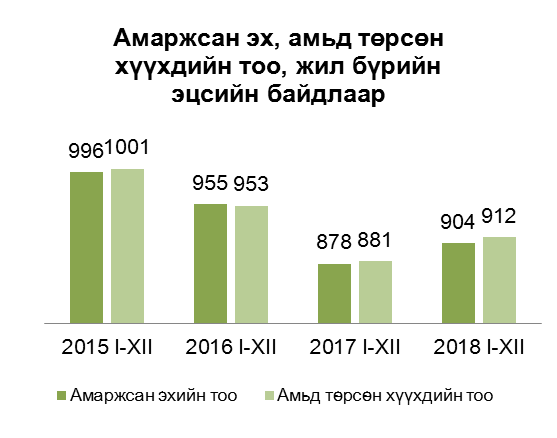 Амаржсан эх, амьд төрсөн
хүүхдийн тоо, жил бүрийн
эцсийн байдлаар
996 1001
955 953
878 881
904 912
2015 I-XII 2016 I-XII 2017 I-XII 2018 I-XII
Амаржсан эхийн тоо Амьд төрсөн хүүхдийн тоо